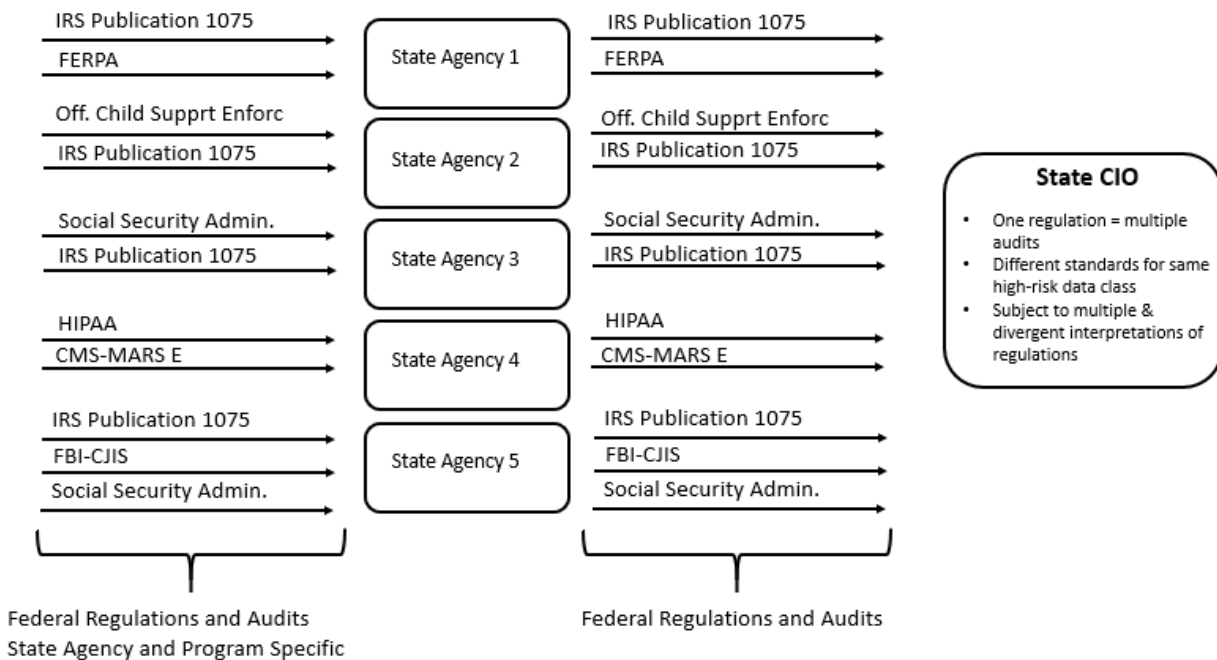 IRS Publication 1075
FERPA
Off. Child Supprt Enforc
IRS Publication 1075
Social Security Admin.
IRS Publication 1075
HIPAA
CMS-MARS E
IRS Publication 1075
FBI-CJIS
Social Security Admin.
Federal Regulations and Audits
State Agency and Program Specific
State Agency 1
State Agency 2
State Agency 3
State Agency 4
State Agency 5
IRS Publication 1075
FERPA
Off. Child Supprt Enforc
IRS Publication 1075
Social Security Admin.
IRS Publication 1075
HIPAA
CMS-MARS E
IRS Publication 1075
FBI-CJIS
Social Security Admin.
Federal Regulations and Audits
State CIO
• One regulation = multiple
audits
• Different standards for same
high-risk data class
• Subject to multiple &
divergent interpretations of
regulations